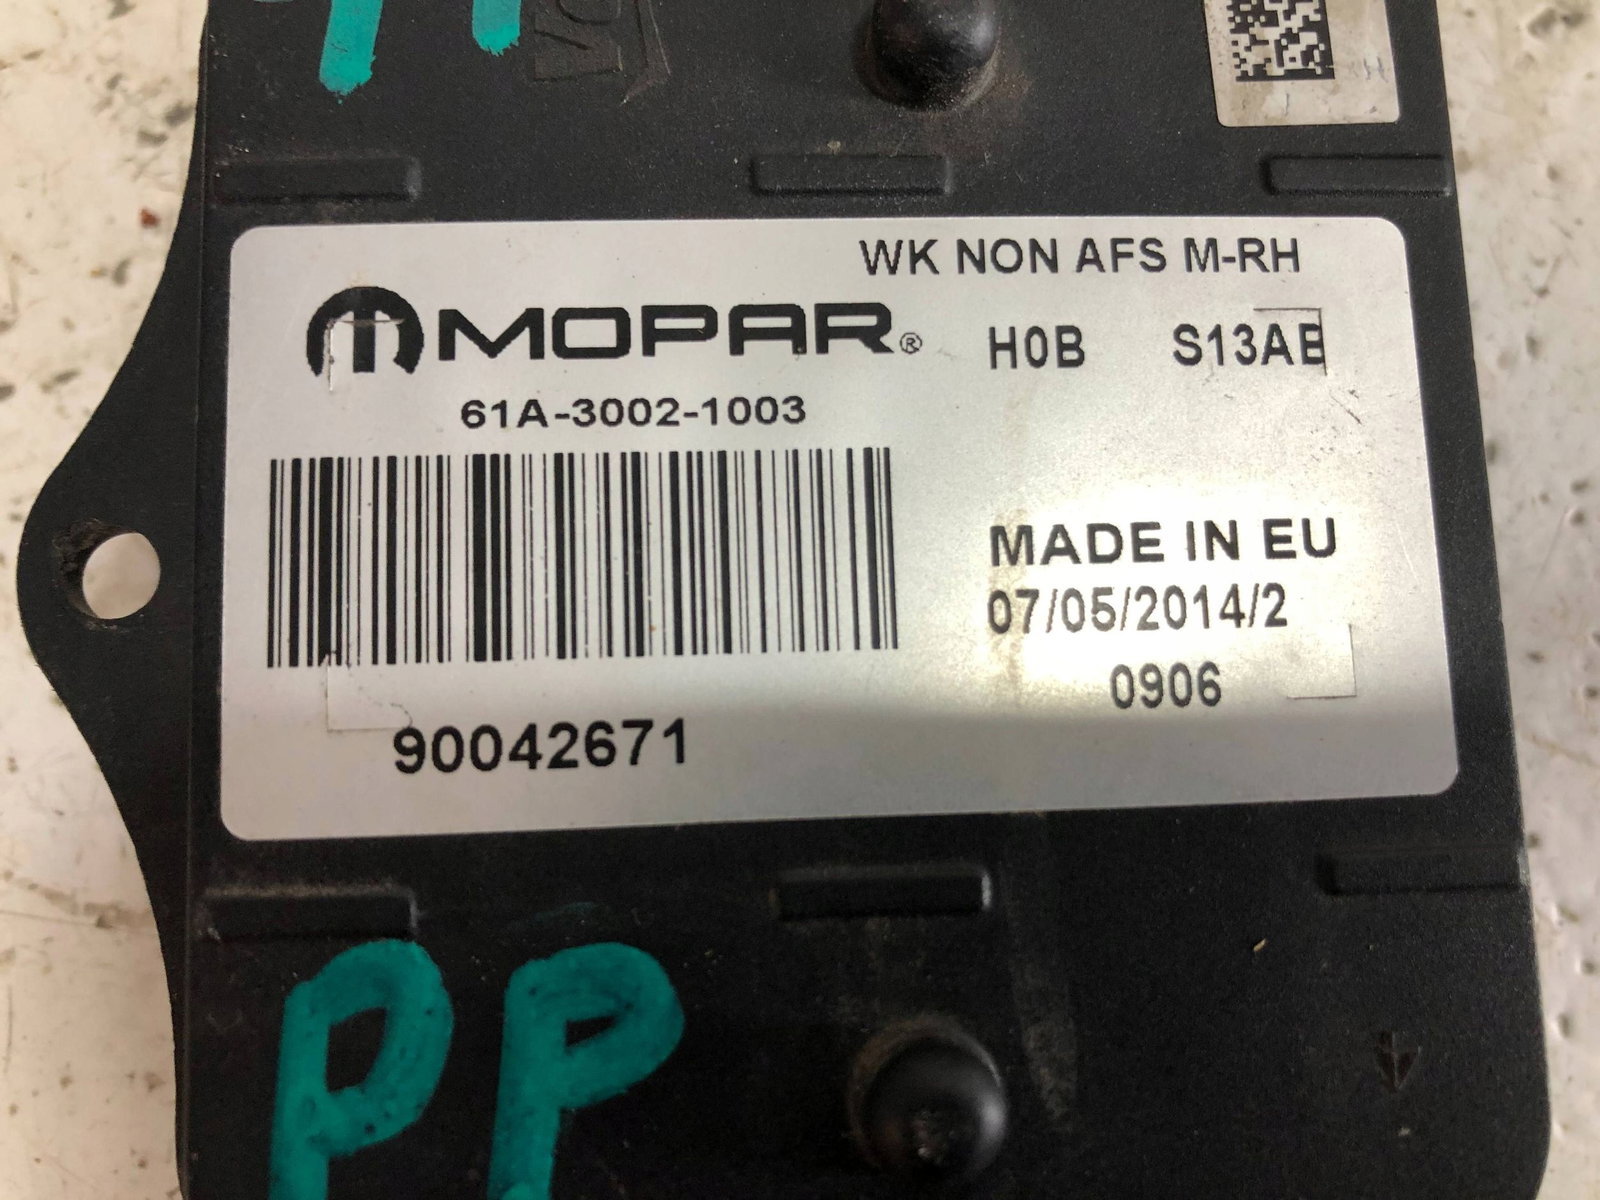 WK NON AFS M-RH
MOPAR®
H0B S13AE
61A-3002-1003
MADE IN EU
07/05/2014/2
0906
90042671
PP